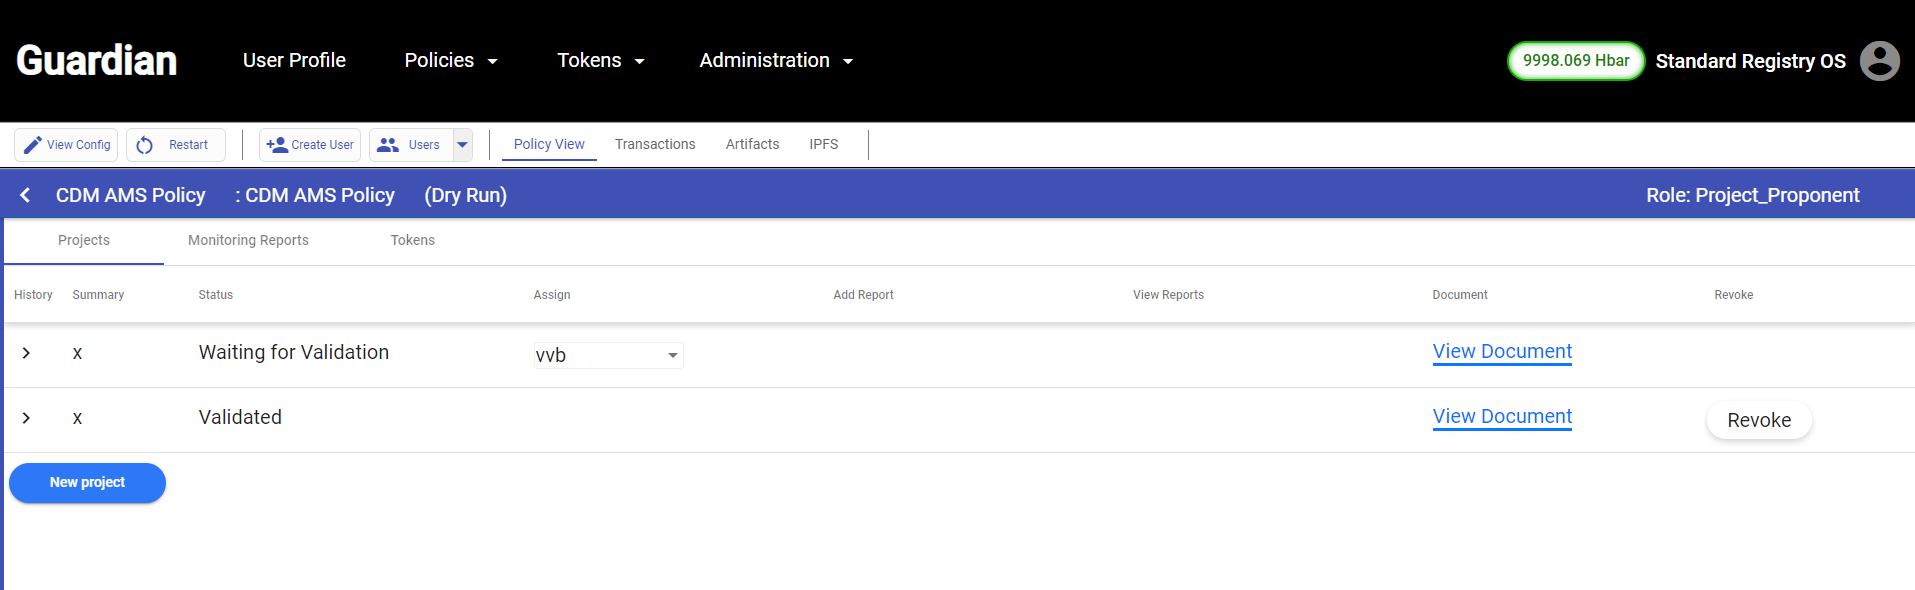 Guardian User Profile Policies Tokens Administration 9998.069 Hbar Standard Registry OS
View Config Restart Create User Users Policy View Transactions Artifacts IPFS
CDM AMS Policy : CDM AMS Policy (Dry Run) Role: Project_Proponent
Projects Monitoring Reports Tokens
History Summary Status Assign Add Report View Reports Document Revoke
x Waiting for Validation vvb View Document
x Validated View Document Revoke
New project